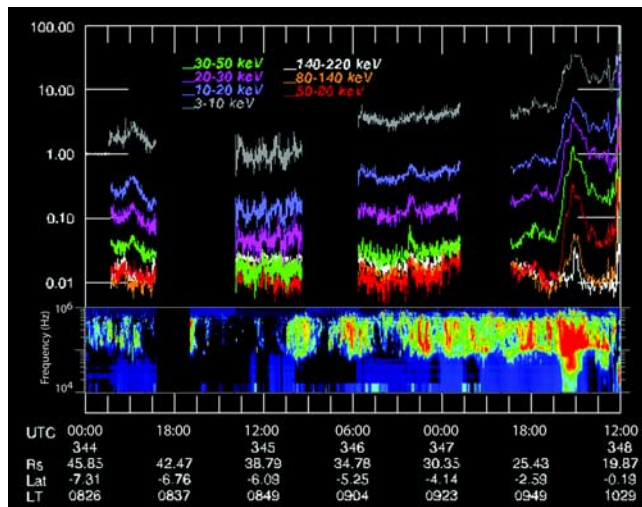 100.00
30-50 keV 140-220 keV
20-30 keV 80-140 keV
10-20 keV 50-80 keV
3-10 keV
10.00
1.00
0.10
0.01
10⁶
Frequency (Hz)
10⁴
UTC 00:00 18:00 12:00 06:00 00:00 18:00 12:00
344 345 346 347 348
Rs 45.85 42.47 38.79 34.78 30.35 25.43 19.87
Lat -7.31 -6.76 -6.09 -5.25 -4.14 -2.59 -0.19
LT 0826 0837 0849 0904 0923 0949 1029